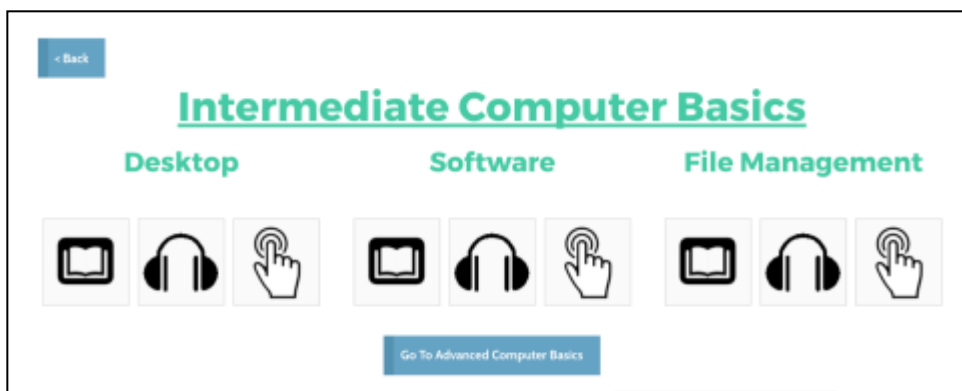 < Back
Intermediate Computer Basics
Desktop Software File Management
Go To Advanced Computer Basics